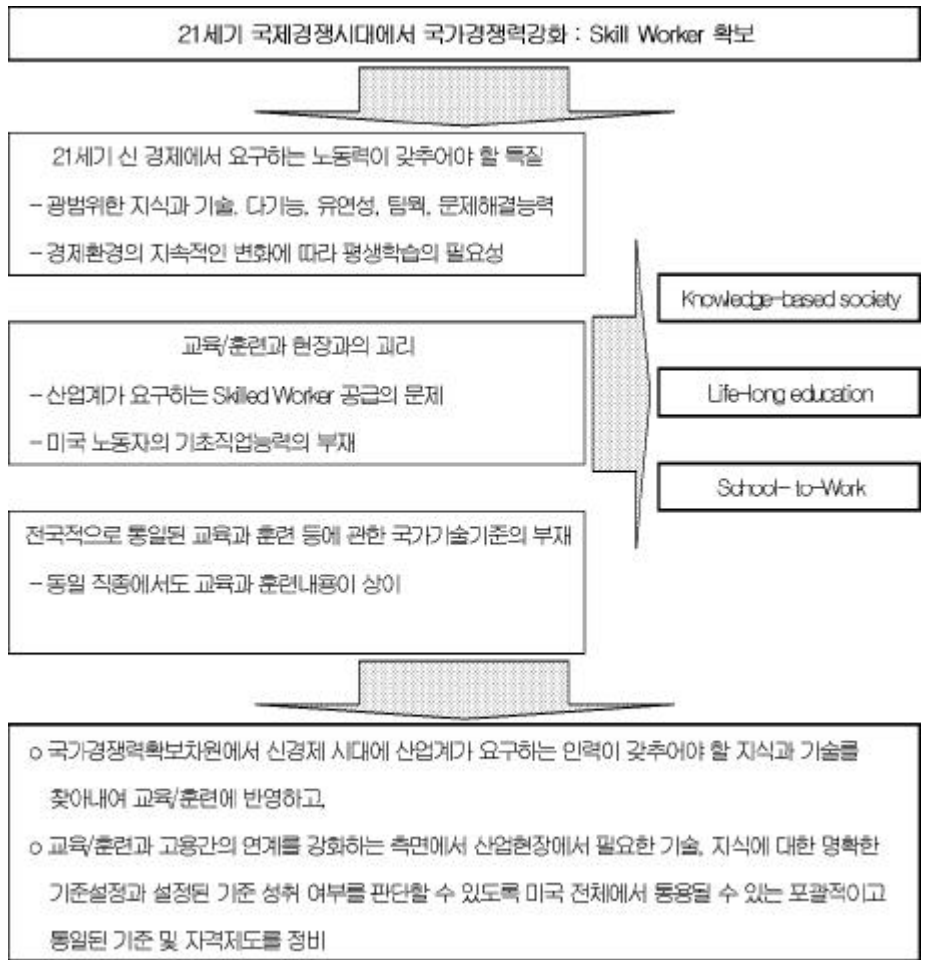 21세기 국제경쟁시대에서 국가경쟁력강화 : Skill Worker 확보
21세기 신 경제에서 요구하는 노동력이 갖추어야 할 특질
- 광범위한 지식과 기술, 다기능, 유연성, 팀웍, 문제해결능력
- 경제환경의 지속적인 변화에 따라 평생학습의 필요성
교육/훈련과 현장과의 괴리
- 산업계가 요구하는 Skilled Worker 공급의 문제
- 미국 노동자의 기초직업능력의 부재
전국적으로 통일된 교육과 훈련 등에 관한 국가기술기준의 부재
- 동일 직종에서도 교육과 훈련내용이 상이
Knowledge-based society
Life-long education
School- to-Work
o 국가경쟁력확보차원에서 신경제 시대에 산업계가 요구하는 인력이 갖추어야 할 지식과 기술를
찾아내여 교육/훈련에 반영하고,
o 교육/훈련과 고용간의 연계를 강화하는 측면에서 산업현장에서 필요한 기술, 지식에 대한 명확한
기준설정과 설정된 기준 성취 여부를 판단할 수 있도록 미국 전체에서 통용될 수 있는 포괄적이고
통일된 기준 및 자격제도를 정비